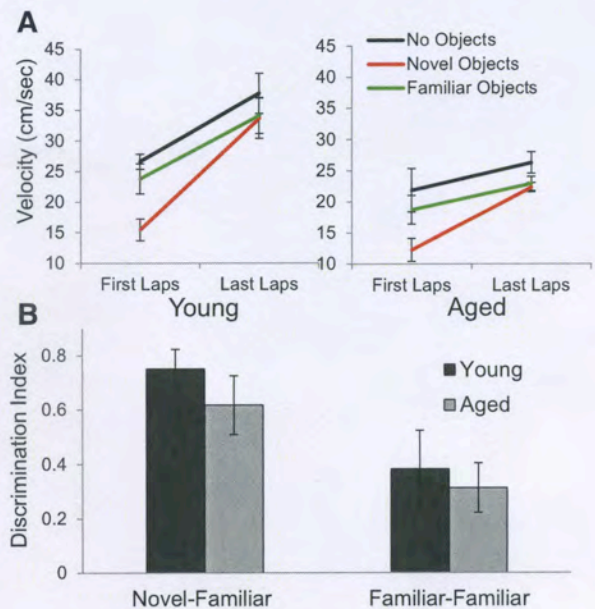 A
45
40
35
30
25
20
15
10
Velocity (cm/sec)
First Laps
Last Laps
Young
45
40
35
30
25
20
15
10
No Objects
Novel Objects
Familiar Objects
First Laps
Last Laps
Aged
B
0.8
0.6
0.4
0.2
0
Discrimination Index
Young
Aged
Novel-Familiar
Familiar-Familiar